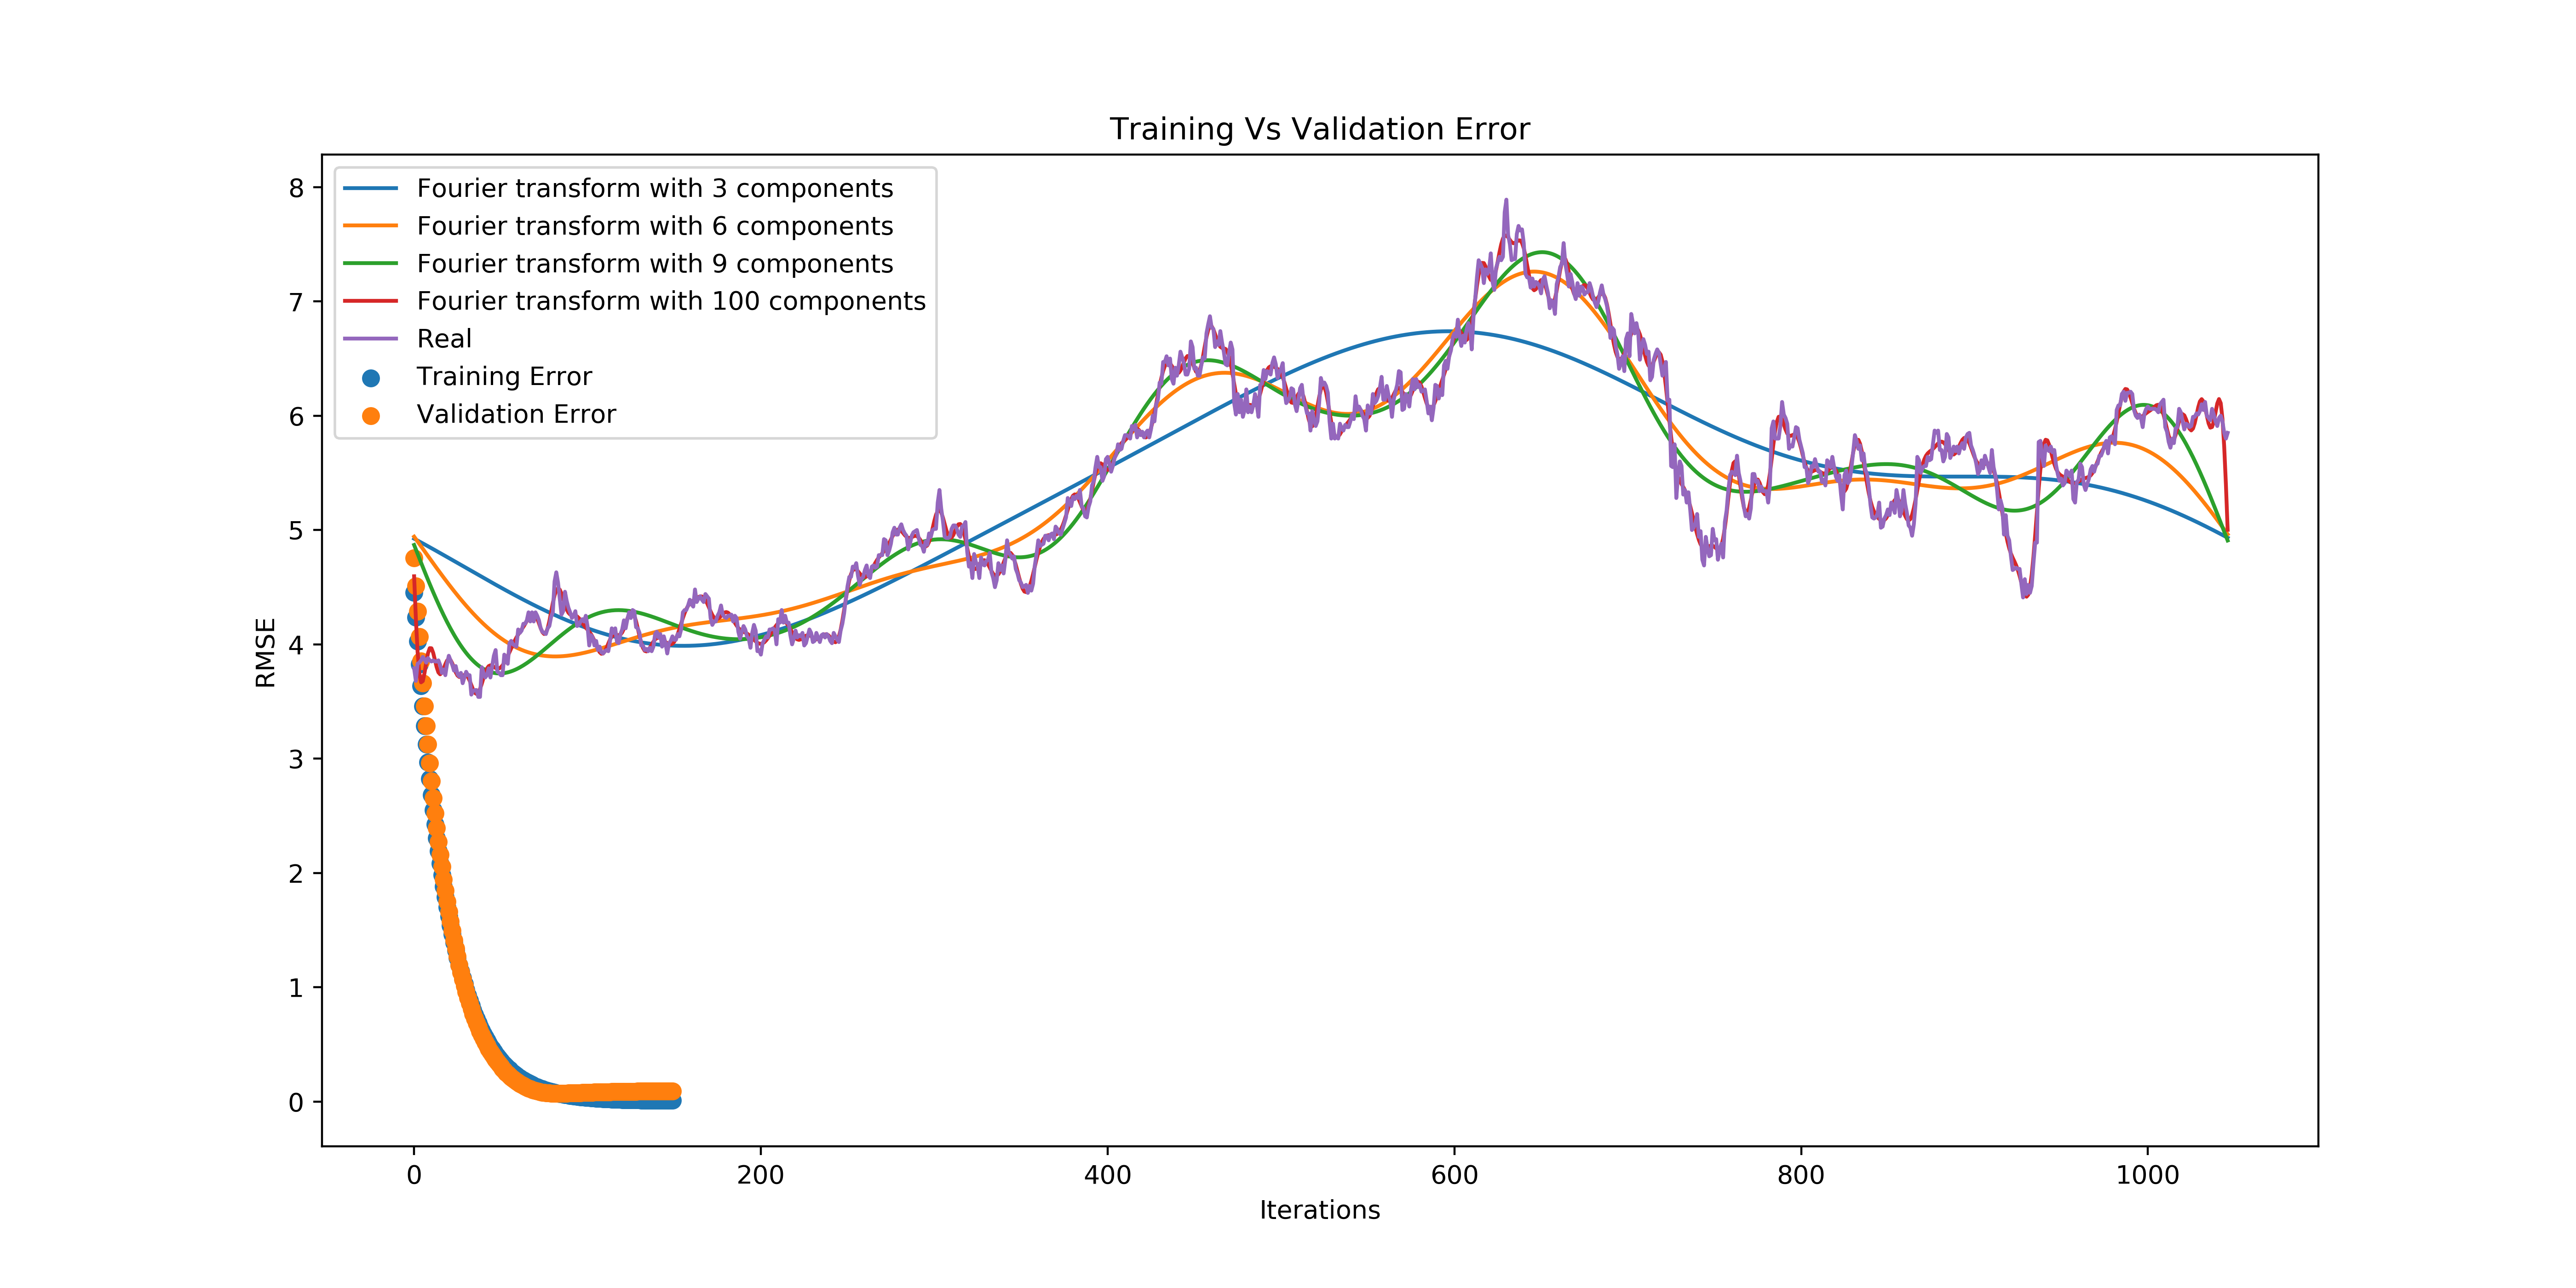 Training Vs Validation Error
Fourier transform with 3 components
Fourier transform with 6 components
Fourier transform with 9 components
Fourier transform with 100 components
Real
Training Error
Validation Error
RMSE
8
7
6
5
4
3
2
1
0
0 200 400 600 800 1000
Iterations